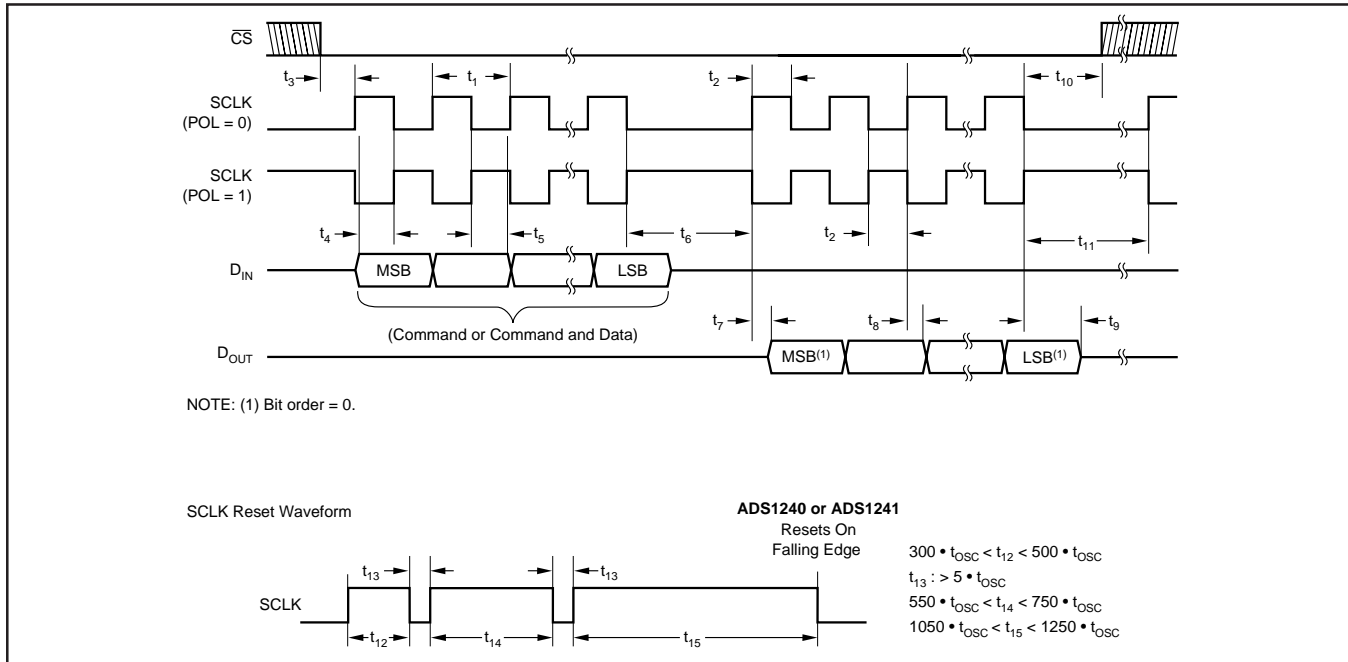 CS
t3
t1
t2
t10
SCLK
(POL = 0)
SCLK
(POL = 1)
t4
t5
t6
t2
t11
DIN
MSB
LSB
(Command or Command and Data)
t7
t8
t9
DOUT
MSB(1)
LSB(1)
NOTE: (1) Bit order = 0.
SCLK Reset Waveform
ADS1240 or ADS1241
Resets On
Falling Edge
300 • tOSC < t12 < 500 • tOSC
t13 : > 5 • tOSC
550 • tOSC < t14 < 750 • tOSC
1050 • tOSC < t15 < 1250 • tOSC
t13
t13
SCLK
t12
t14
t15